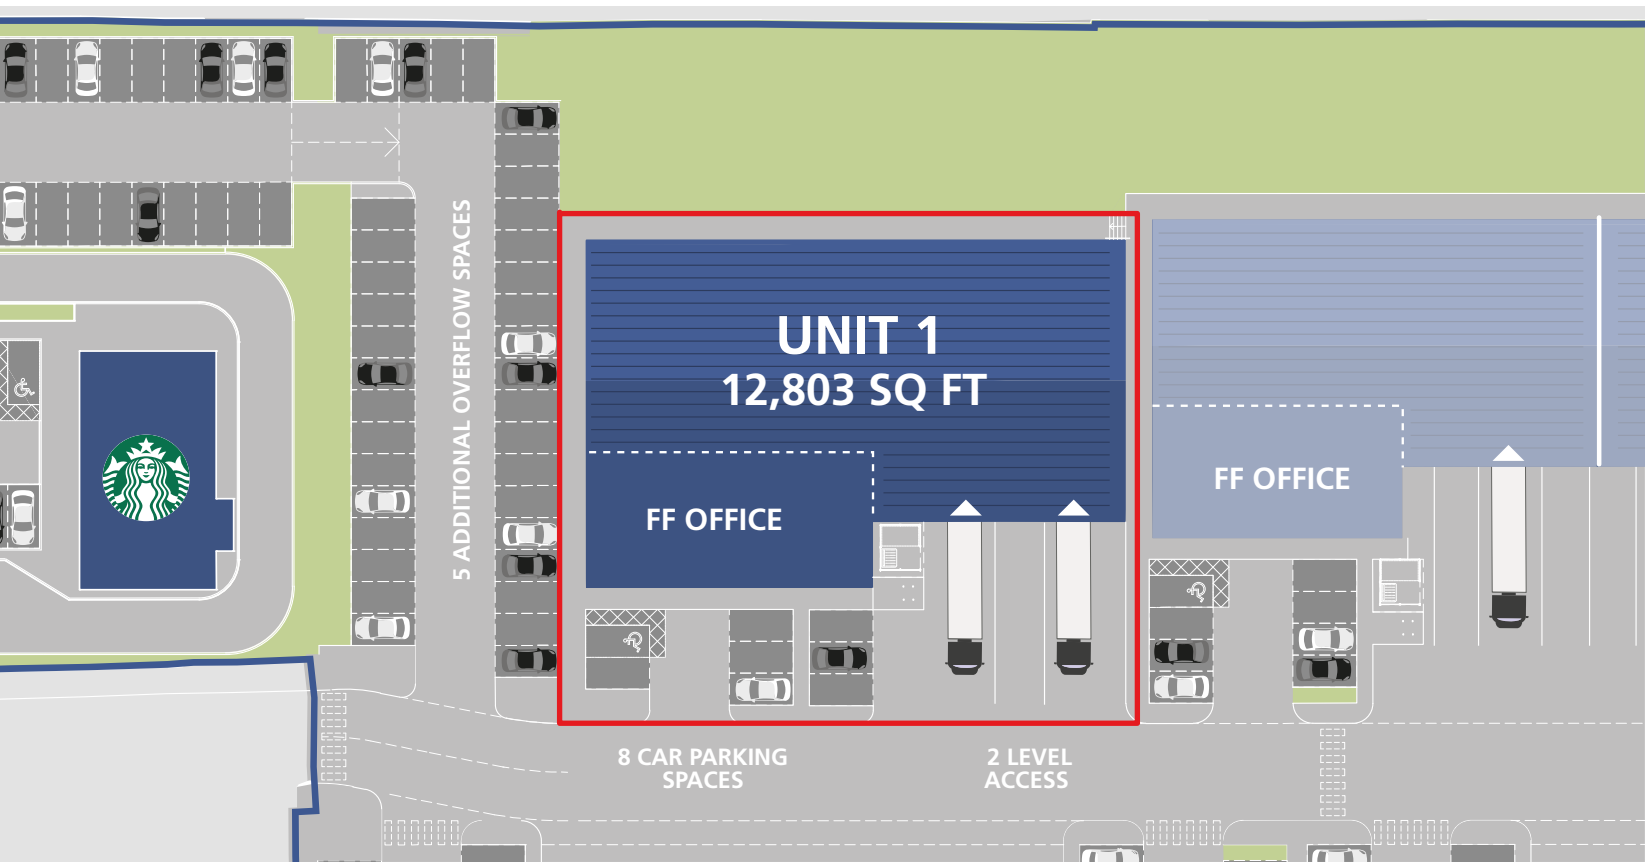 5 ADDITIONAL OVERFLOW SPACES
UNIT 1
12,803 SQ FT
FF OFFICE
FF OFFICE
8 CAR PARKING
SPACES
2 LEVEL
ACCESS